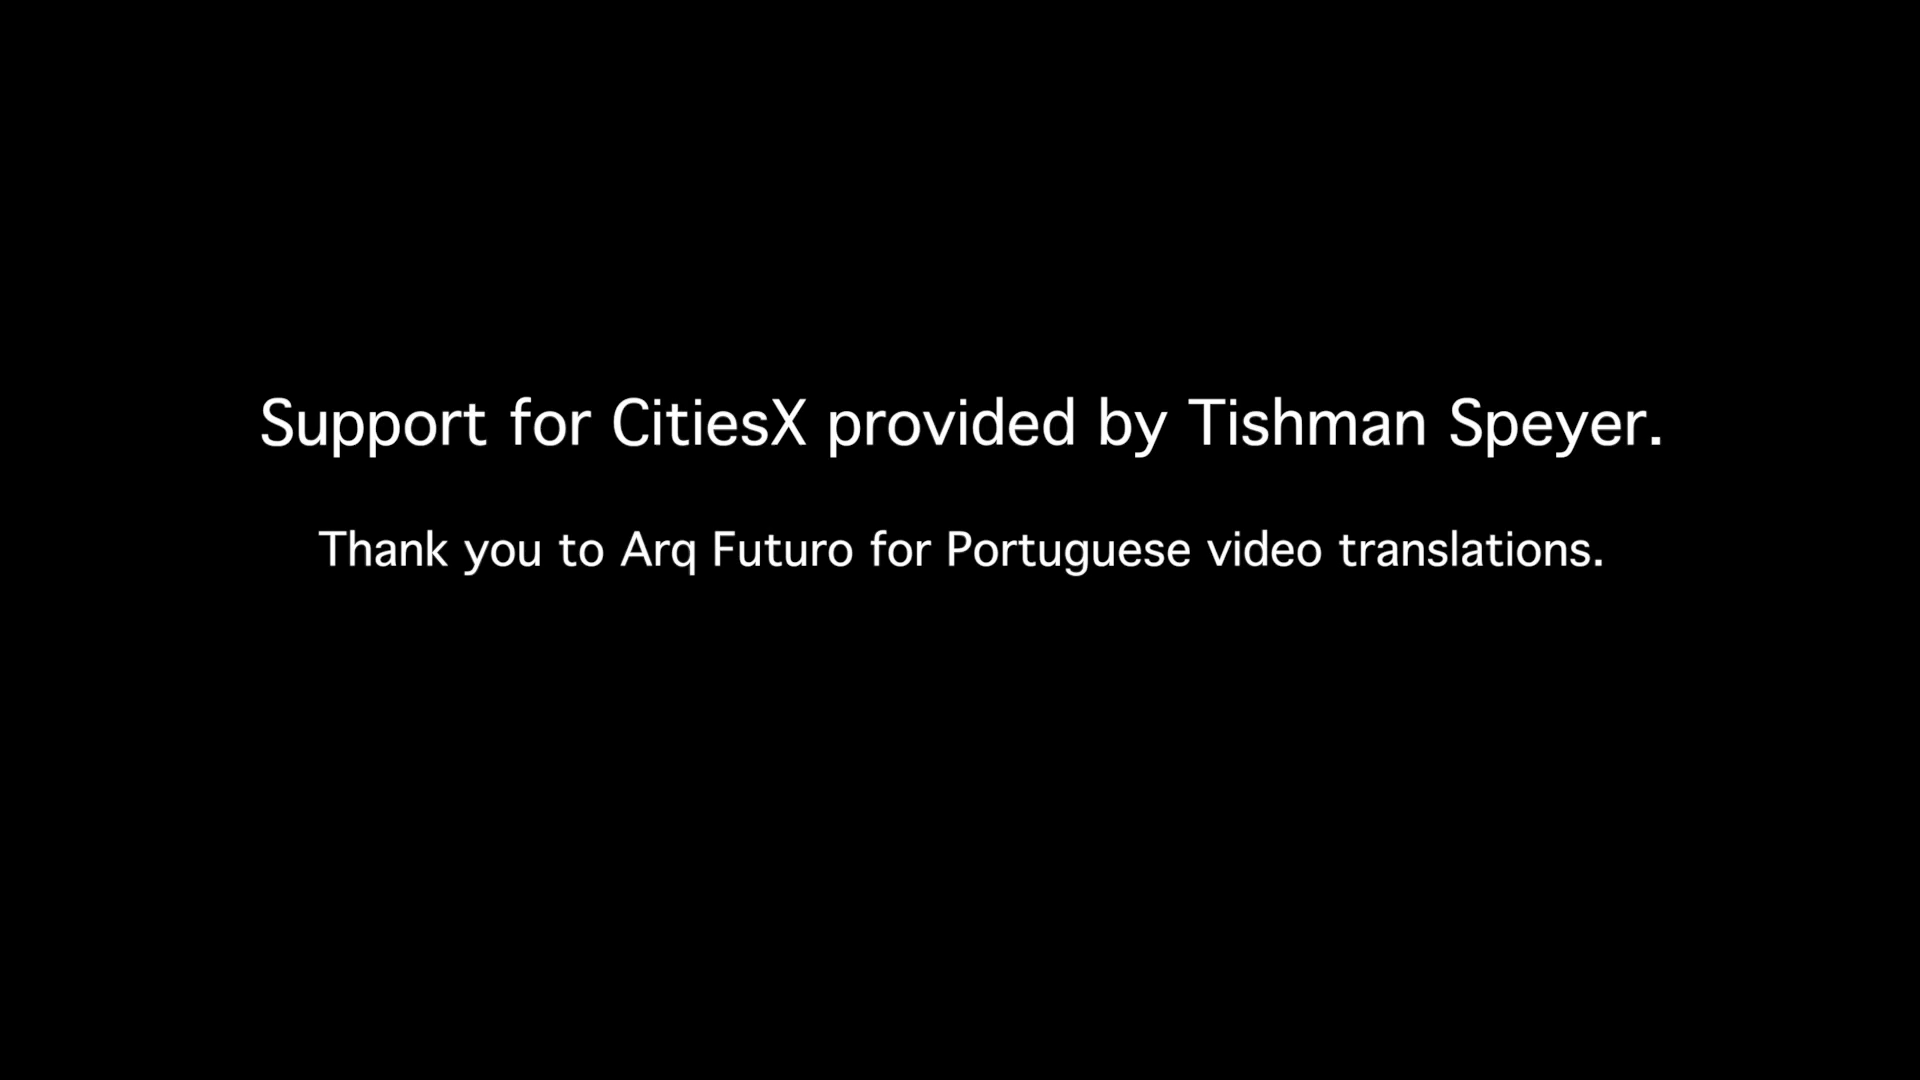 Support for CitiesX provided by Tishman Speyer.
Thank you to Arq Futuro for Portuguese video translations.